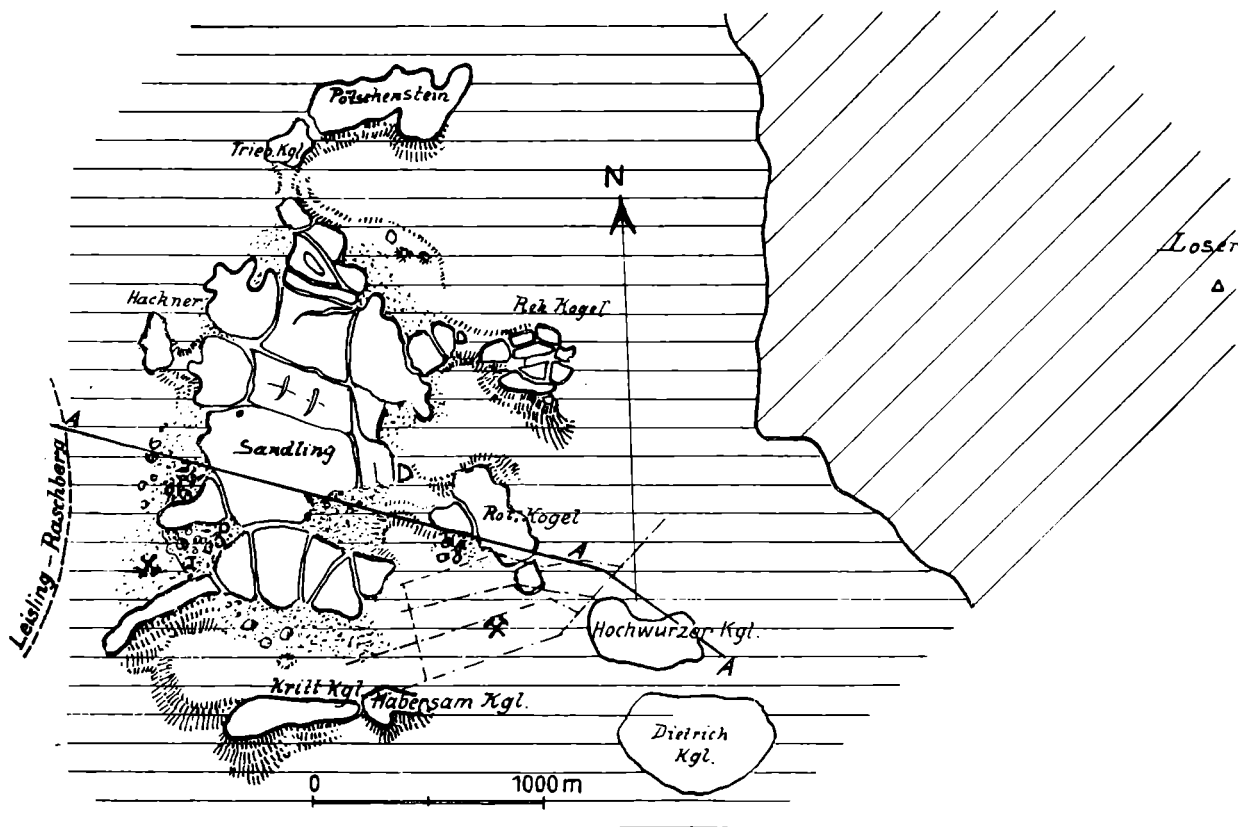 Pötschenstein
Trieb Kgl.
N
Loser
Hackner
Rek Kogel
A
Sandling
Rot. Kogel
A
Leisling - Raschberg
Hochwurzer Kgl.
A
Krill Kgl.
Habersam Kgl.
Dietrich
Kgl.
0 1000 m